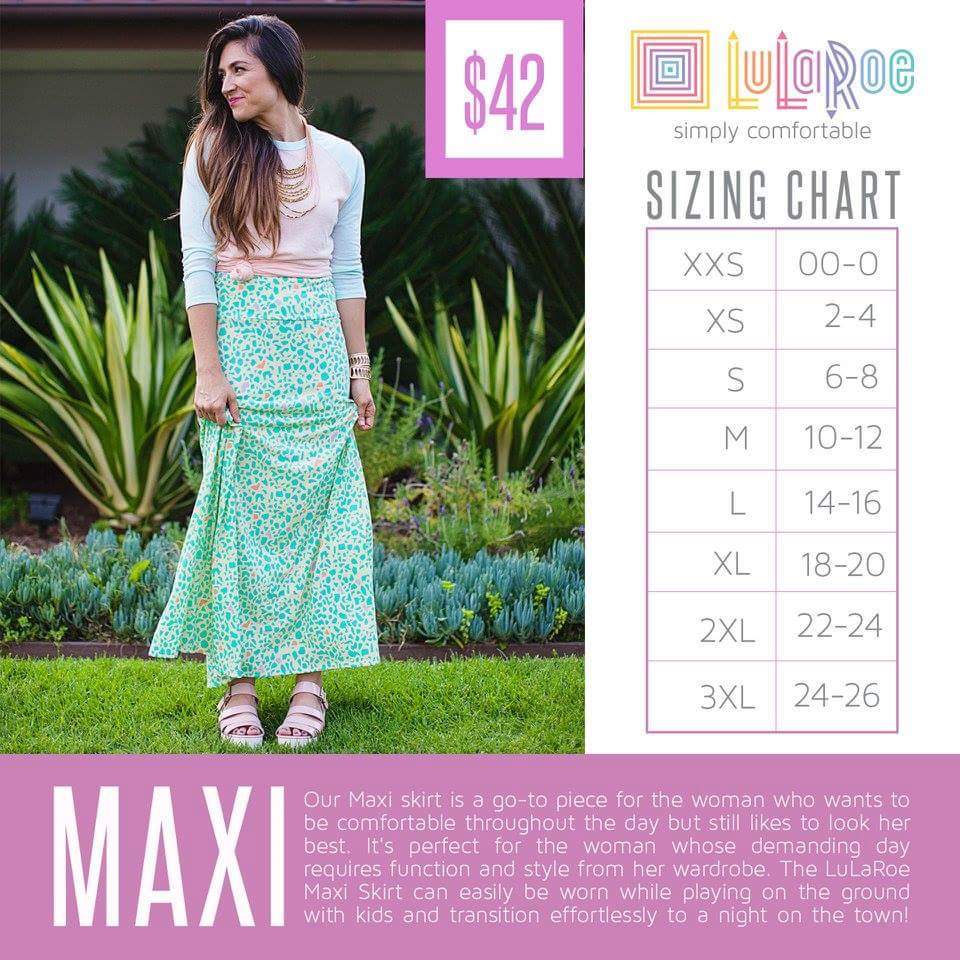 $42
LuLaRoe
simply comfortable
SIZING CHART
XXS 00-0
XS 2-4
S 6-8
M 10-12
L 14-16
XL 18-20
2XL 22-24
3XL 24-26
MAXI
Our Maxi skirt is a go-to piece for the woman who wants to
be comfortable throughout the day but still likes to look her
best. It's perfect for the woman whose demanding day
requires function and style from her wardrobe. The LuLaRoe
Maxi Skirt can easily be worn while playing on the ground
with kids and transition effortlessly to a night on the town!